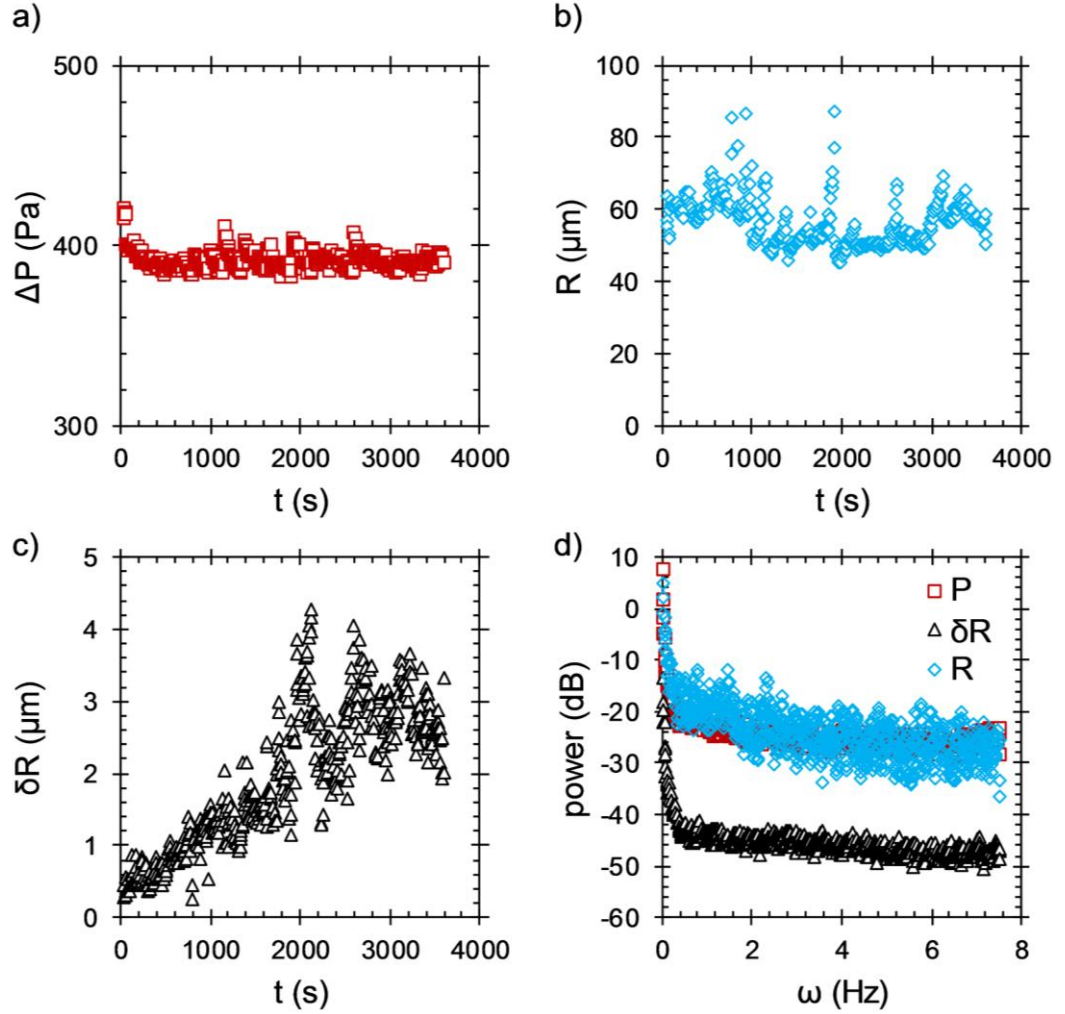 a)
500
400
300
ΔP (Pa)
0 1000 2000 3000 4000
t (s)
b)
100
80
60
40
20
0
R (μm)
0 1000 2000 3000 4000
t (s)
c)
5
4
3
2
1
0
δR (μm)
0 1000 2000 3000 4000
t (s)
d)
10
0
-10
-20
-30
-40
-50
-60
power (dB)
P
δR
R
0 2 4 6 8
ω (Hz)